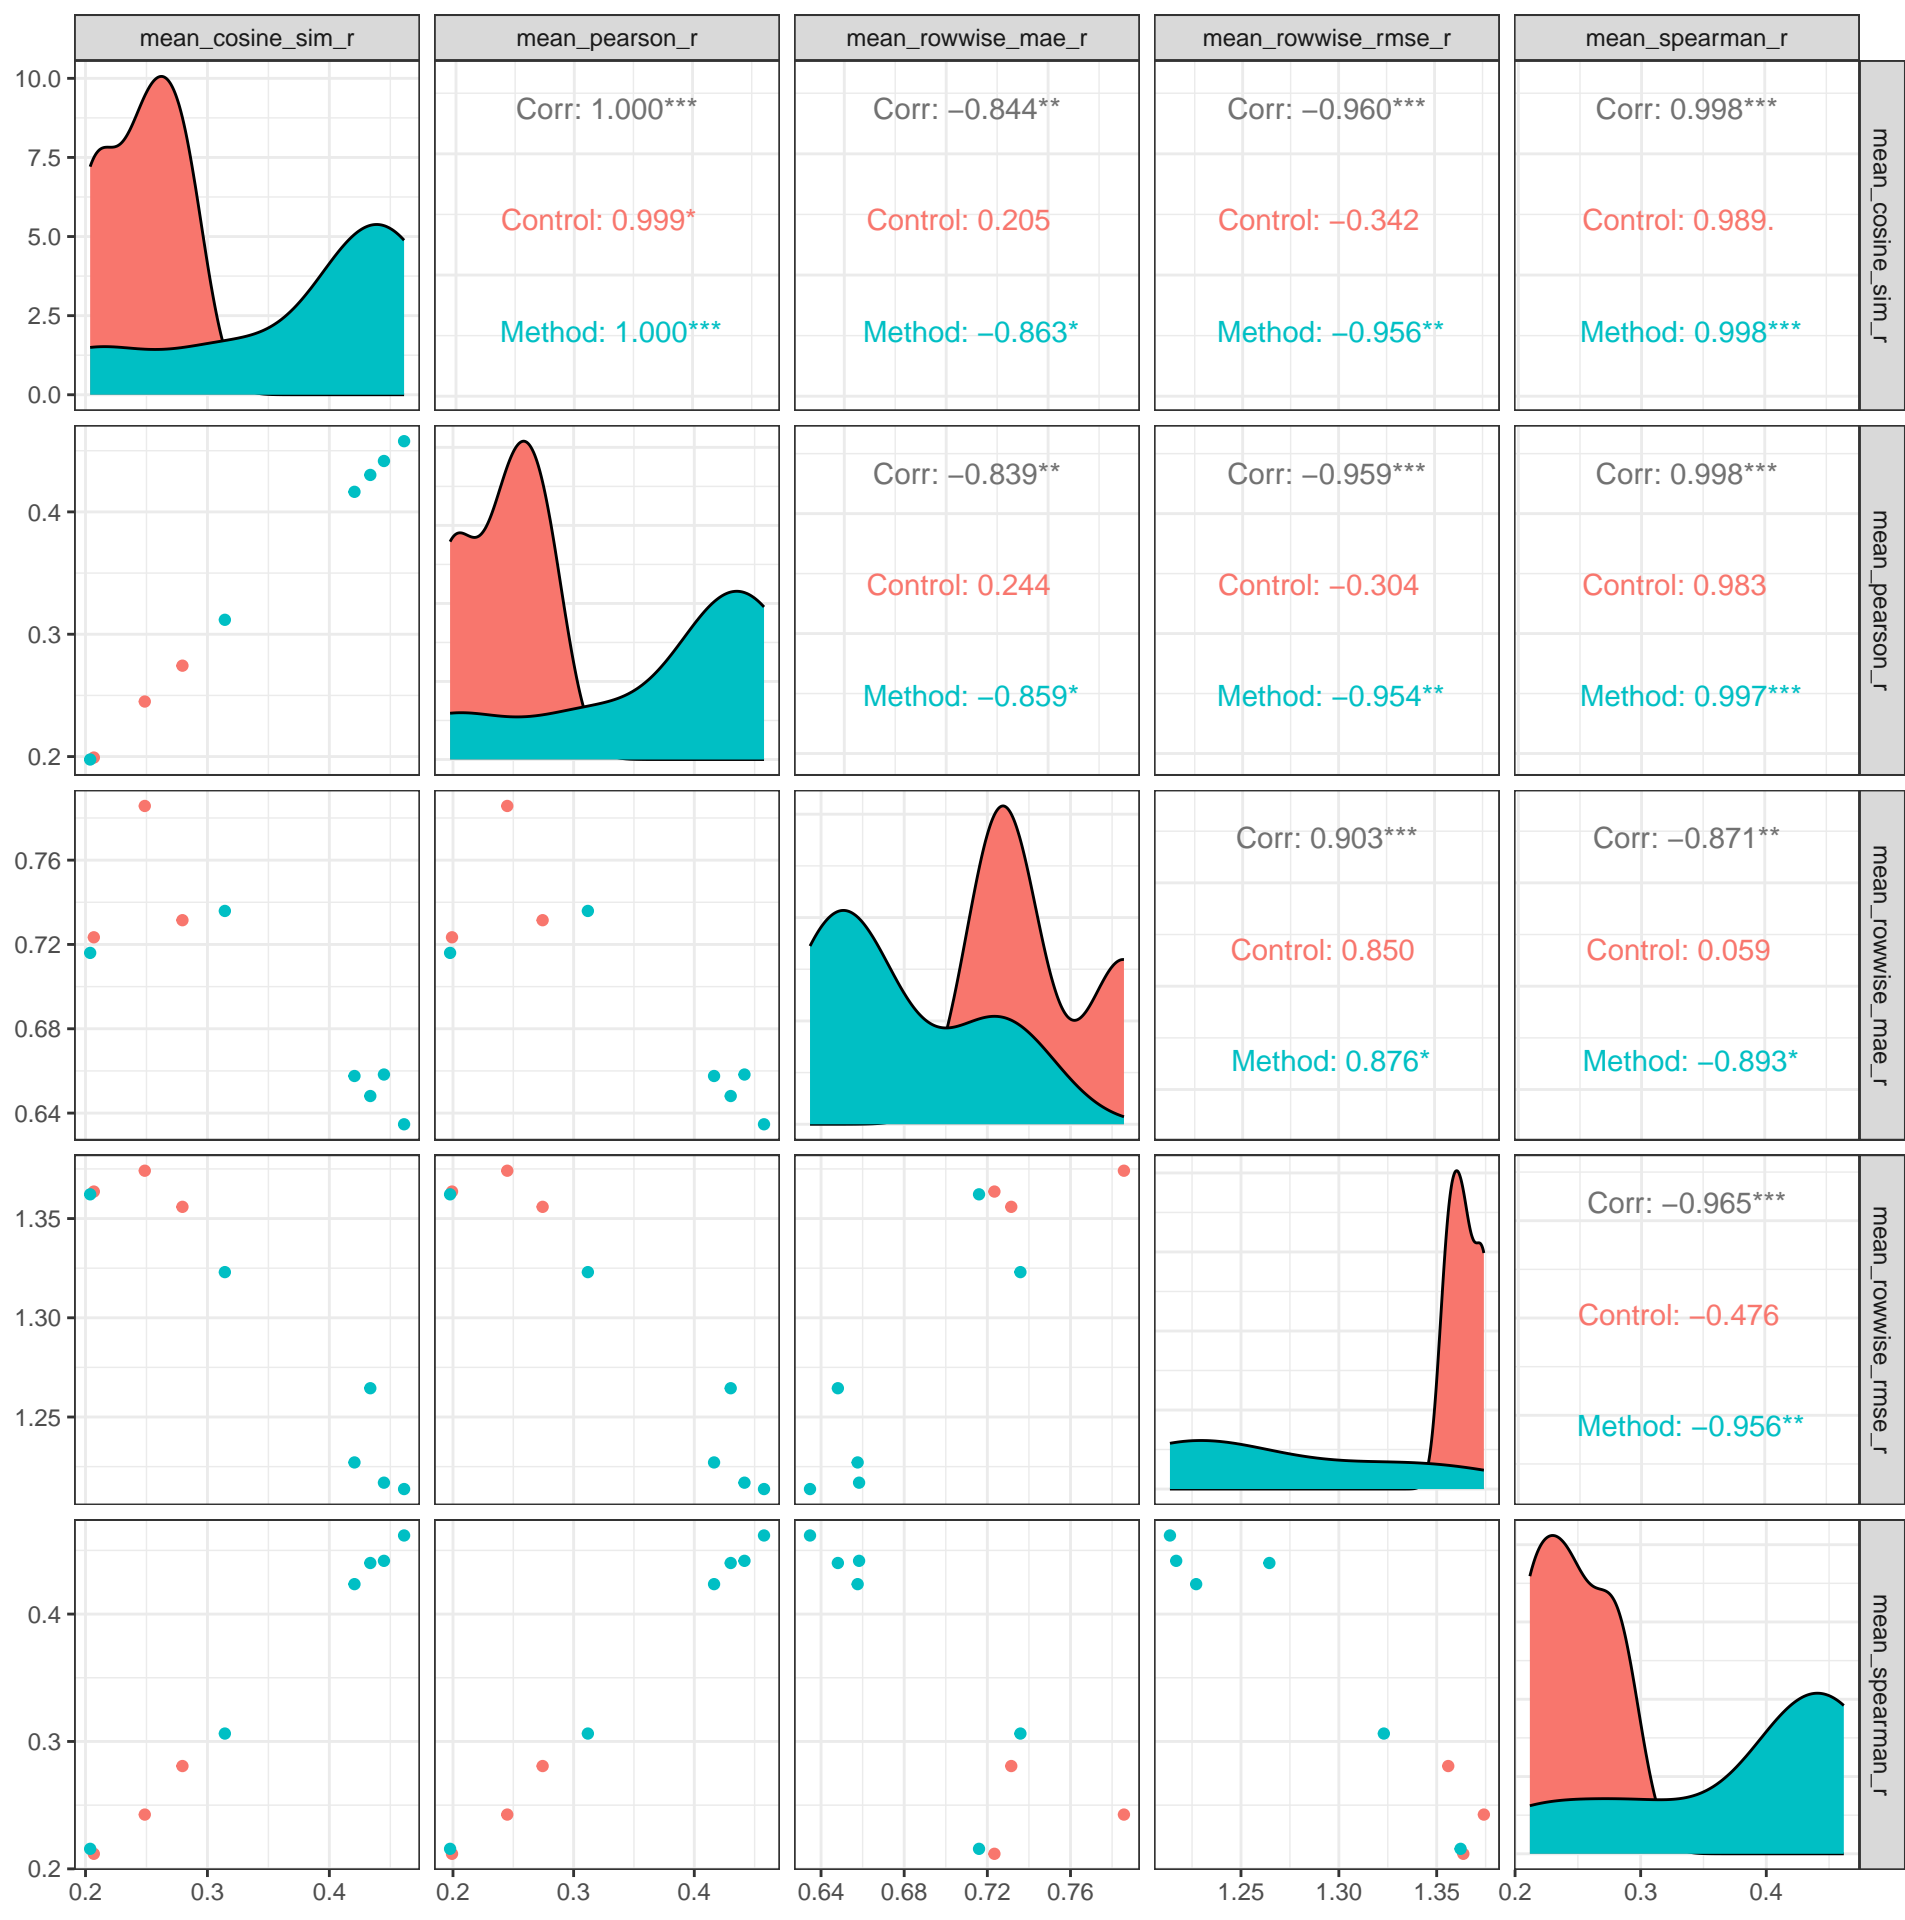 mean_cosine_sim_r
mean_pearson_r
mean_rowwise_mae_r
mean_rowwise_rmse_r
mean_spearman_r
10.0
7.5
5.0
2.5
0.0
Corr: 1.000***
Control: 0.999*
Method: 1.000***
Corr: −0.844**
Control: 0.205
Method: −0.863*
Corr: −0.960***
Control: −0.342
Method: −0.956**
Corr: 0.998***
Control: 0.989.
Method: 0.998***
mean_cosine_sim_r
0.4
0.3
0.2
Corr: −0.839**
Control: 0.244
Method: −0.859*
Corr: −0.959***
Control: −0.304
Method: −0.954**
Corr: 0.998***
Control: 0.983
Method: 0.997***
mean_pearson_r
0.76
0.72
0.68
0.64
Corr: 0.903***
Control: 0.850
Method: 0.876*
Corr: −0.871**
Control: 0.059
Method: −0.893*
mean_rowwise_mae_r
1.35
1.30
1.25
Corr: −0.965***
Control: −0.476
Method: −0.956**
mean_rowwise_rmse_r
0.4
0.3
0.2
mean_spearman_r
0.2 0.3 0.4
0.2 0.3 0.4
0.64 0.68 0.72 0.76
1.25 1.30 1.35
0.2 0.3 0.4